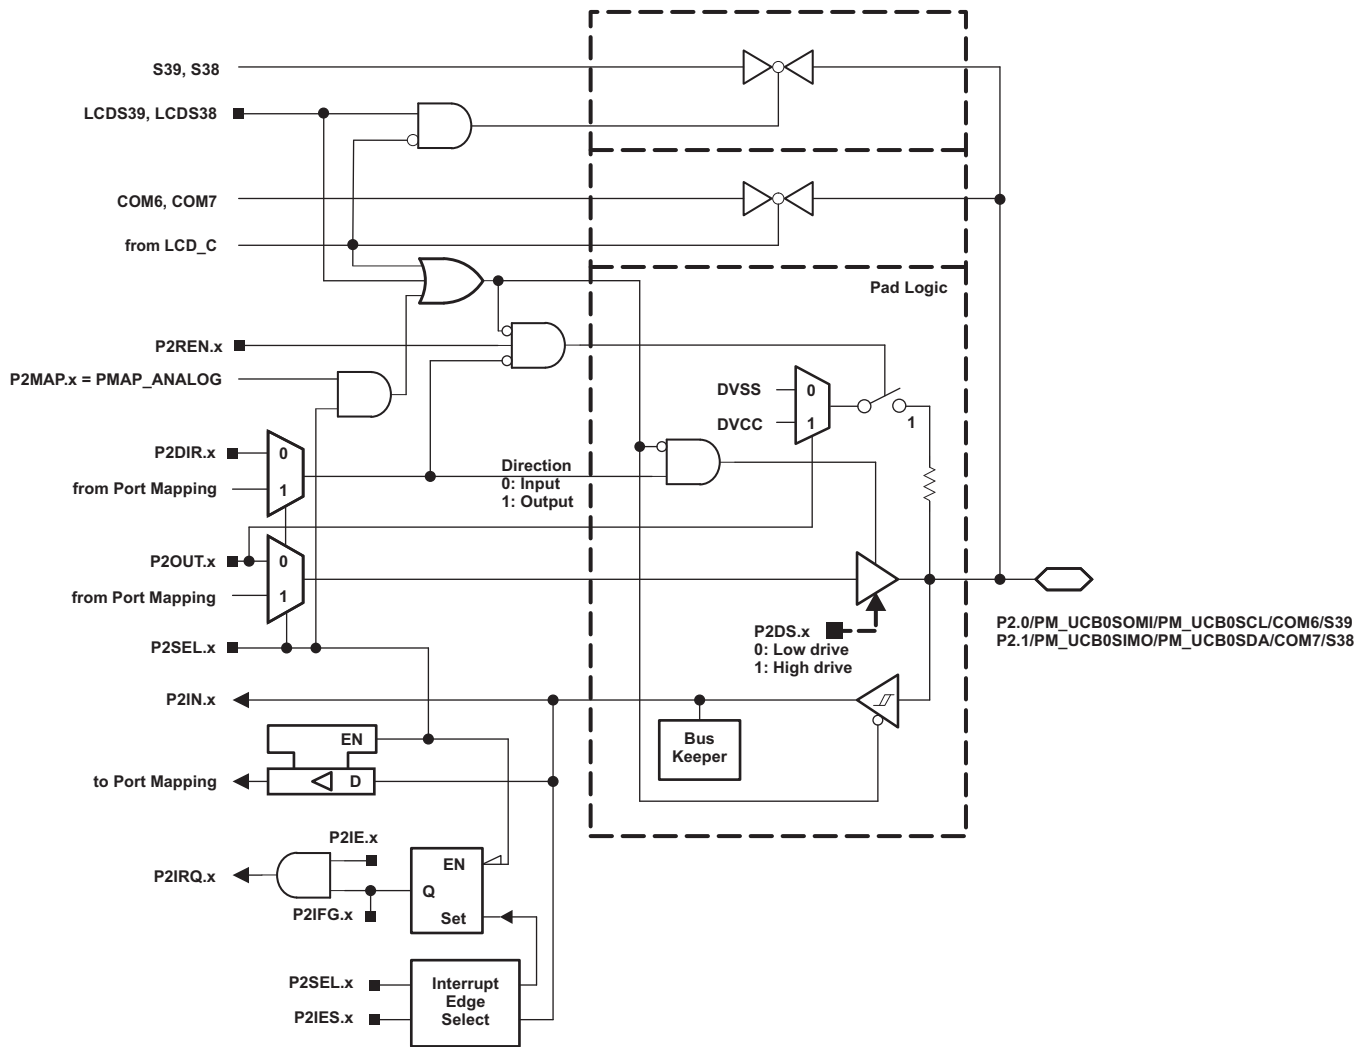 S39, S38
LCDS39, LCDS38
COM6, COM7
from LCD_C
Pad Logic
P2REN.x
P2MAP.x = PMAP_ANALOG
DVSS
0
DVCC
1
1
P2DIR.x
0
from Port Mapping
1
Direction
0: Input
1: Output
P2OUT.x
0
from Port Mapping
1
P2SEL.x
P2DS.x
0: Low drive
1: High drive
P2.0/PM_UCB0SOMI/PM_UCB0SCL/COM6/S39
P2.1/PM_UCB0SIMO/PM_UCB0SDA/COM7/S38
P2IN.x
Bus
Keeper
EN
to Port Mapping
D
P2IE.x
P2IRQ.x
EN
Q
P2IFG.x
Set
P2SEL.x
P2IES.x
Interrupt
Edge
Select